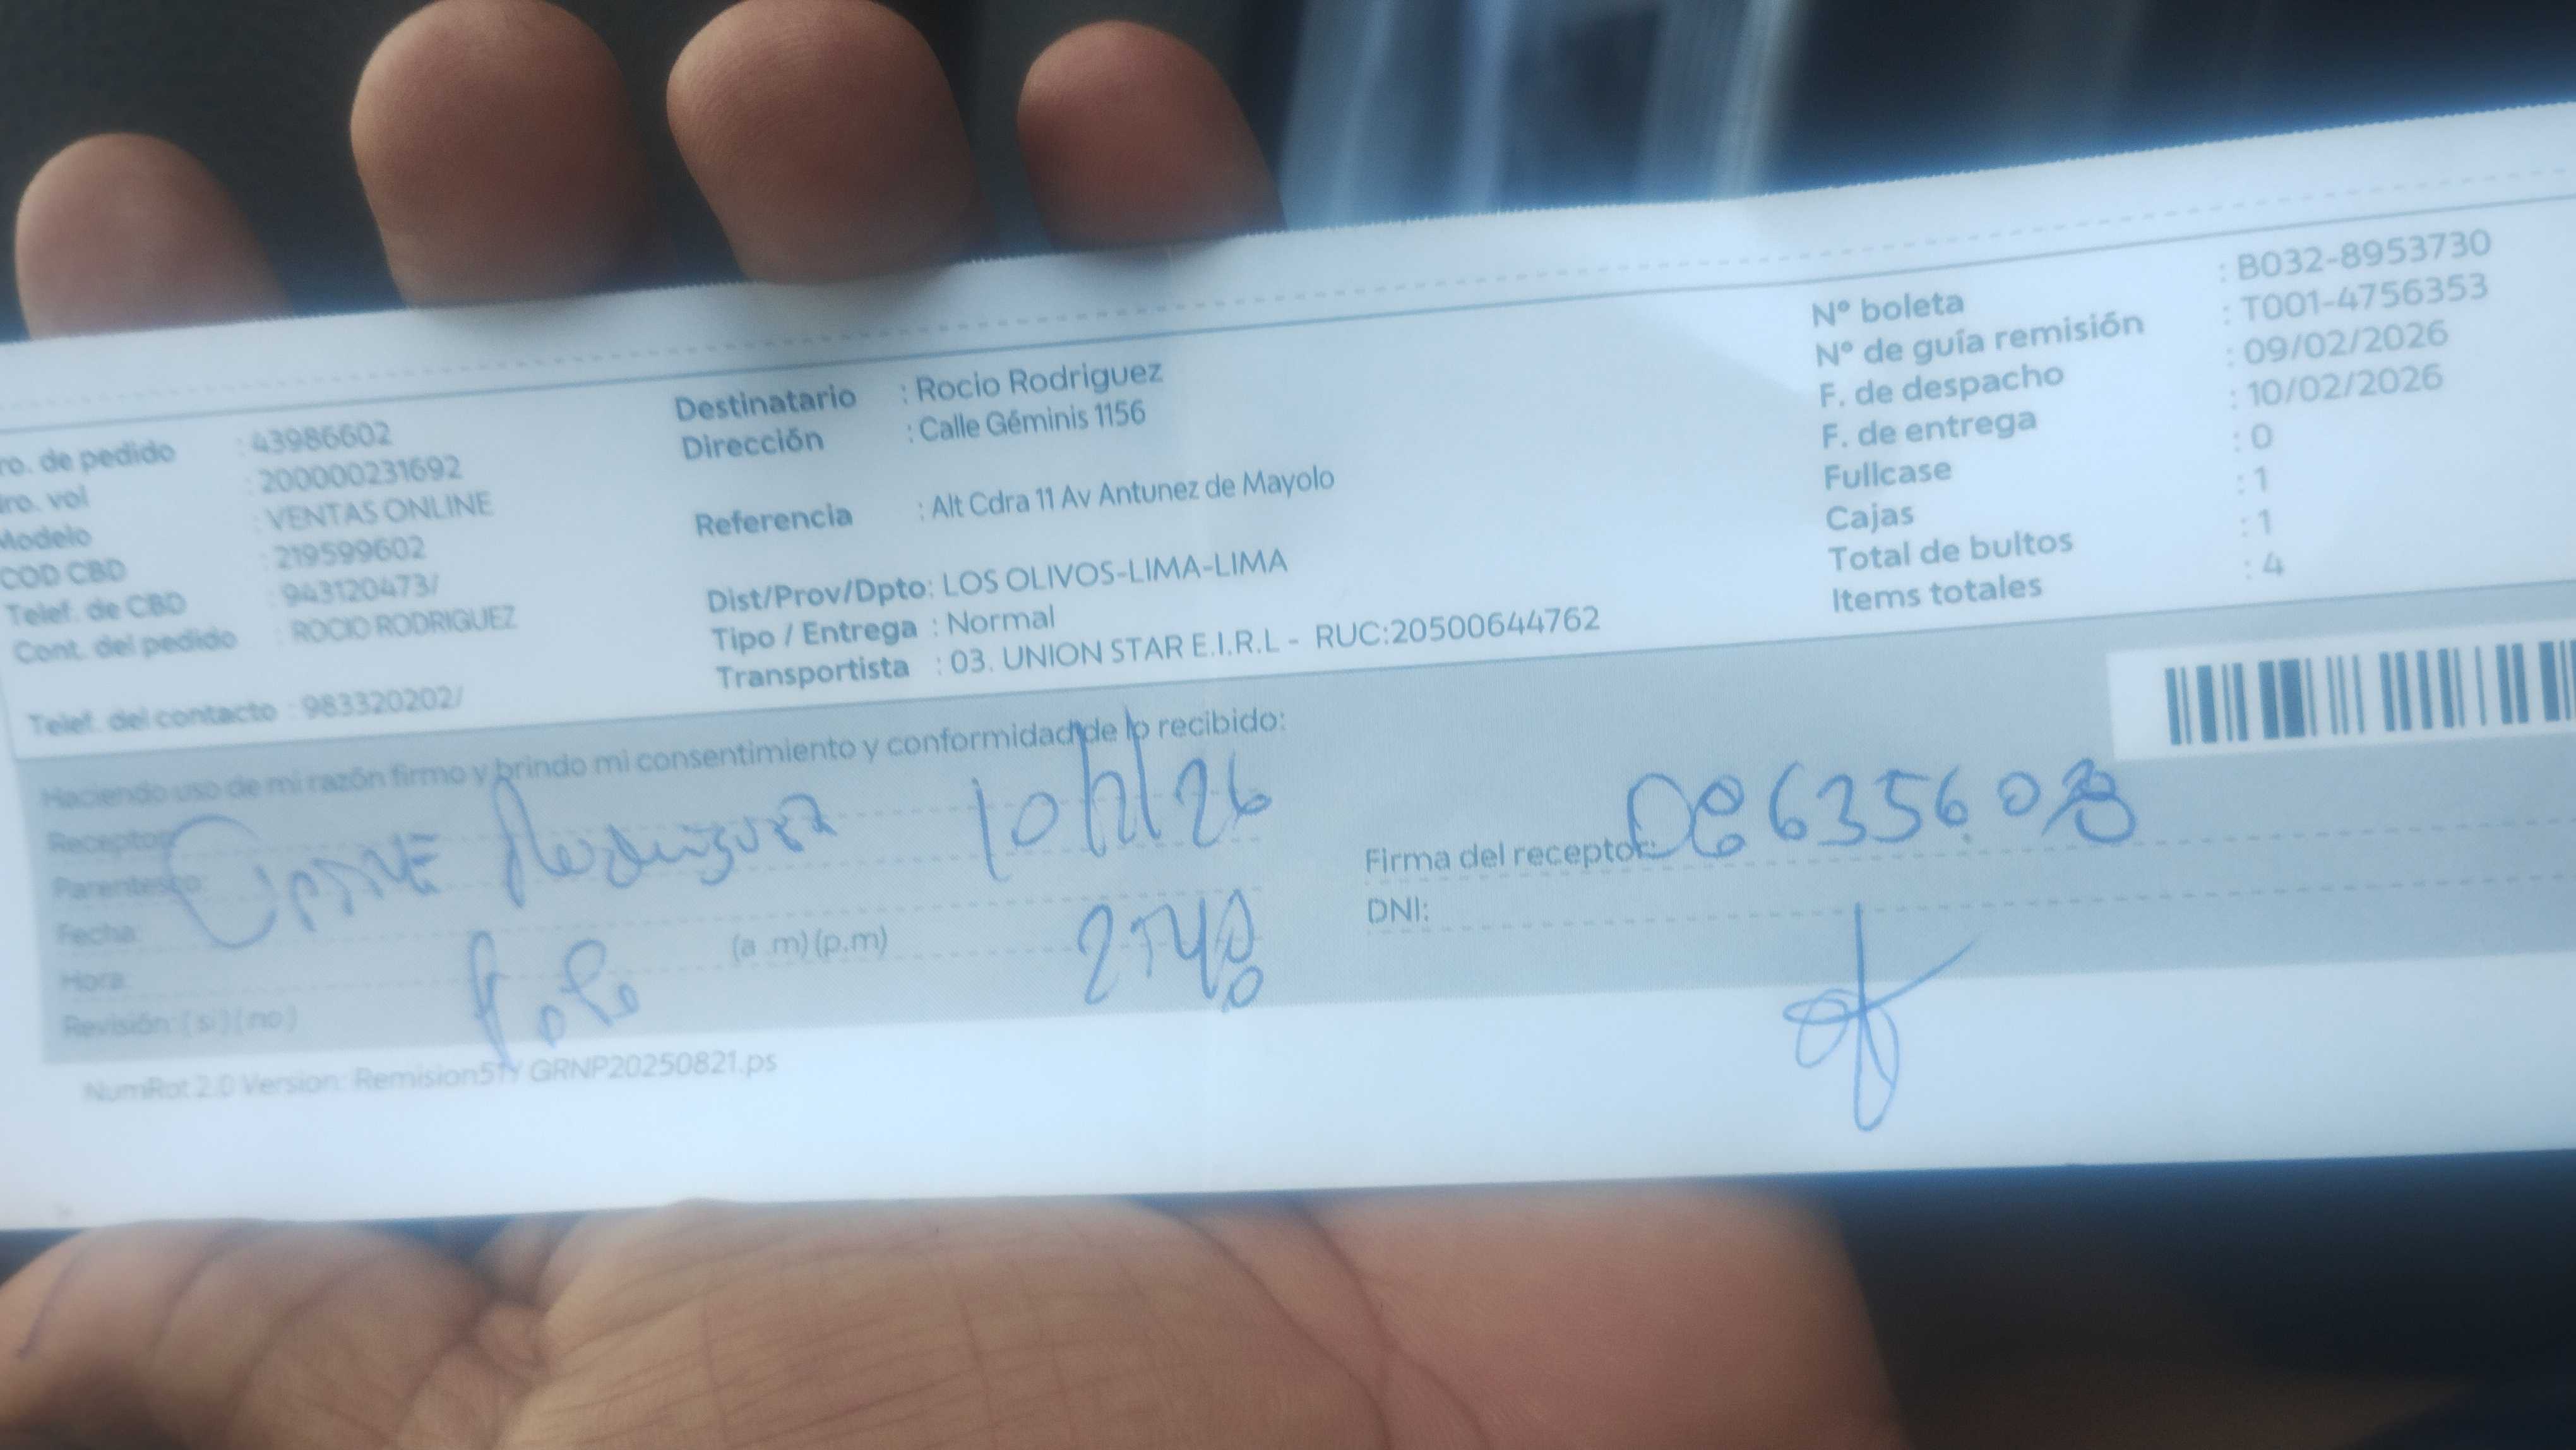 ro. de pedido : 43986602
ro. vol : 200000231692
Modelo : VENTAS ONLINE
COD CBD : 219599602
Telef. de CBD : 943120473/
Cont. del pedido : ROCIO RODRIGUEZ
Telef. del contacto : 983320202/
Destinatario : Rocio Rodriguez
Dirección : Calle Géminis 1156
Referencia : Alt Cdra 11 Av Antunez de Mayolo
Dist/Prov/Dpto: LOS OLIVOS-LIMA-LIMA
Tipo / Entrega : Normal
Transportista : 03. UNION STAR E.I.R.L - RUC:20500644762
Nº boleta : B032-8953730
Nº de guía remisión : T001-4756353
F. de despacho : 09/02/2026
F. de entrega : 10/02/2026
Fullcase : 0
Cajas : 1
Total de bultos : 1
Items totales : 4
Haciendo uso de mi razón firmo y brindo mi consentimiento y conformidad de lo recibido:
Receptor:
Parentesco:
Fecha:
Hora: (a .m) (p.m)
Revisión: ( si ) ( no )
10/2/26
Firma del receptor:
DNI:
NumRot 2.0 Version: Remision51Y GRNP20250821.ps